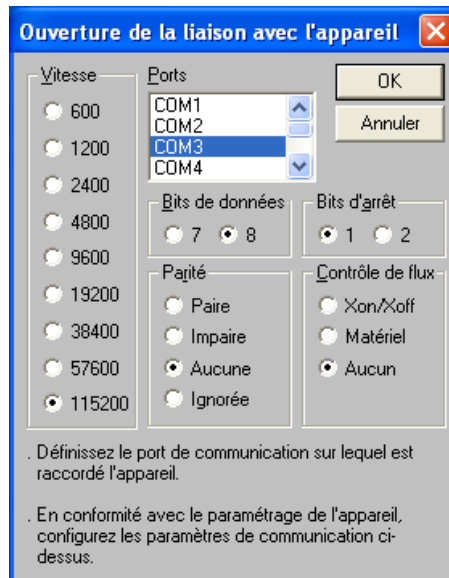 Ouverture de la liaison avec l'appareil
Vitesse
600
1200
2400
4800
9600
19200
38400
57600
115200
Ports
COM1
COM2
COM3
COM4
OK
Annuler
Bits de données
7 8
Bits d'arrêt
1 2
Parité
Paire
Impaire
Aucune
Ignorée
Contrôle de flux
Xon/Xoff
Matériel
Aucun
. Définissez le port de communication sur lequel est
raccordé l'appareil.
. En conformité avec le paramétrage de l'appareil,
configurez les paramètres de communication ci-
dessus.